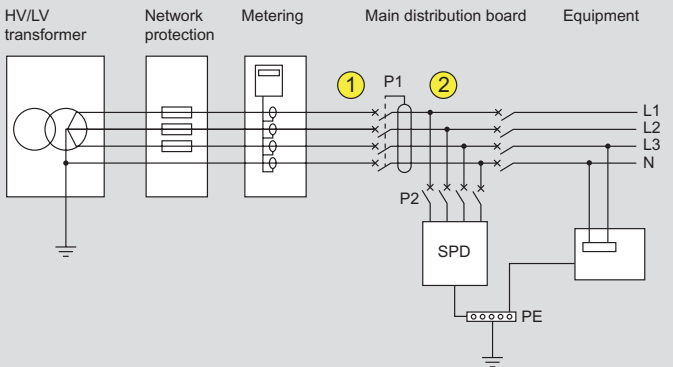 HV/LV
transformer
Network
protection
Metering
Main distribution board
Equipment
1
P1
2
L1
L2
L3
N
P2
SPD
PE